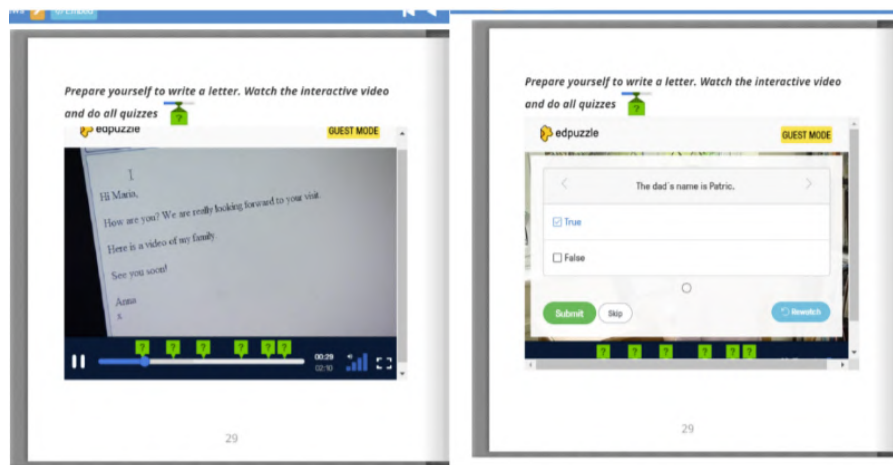 Prepare yourself to write a letter. Watch the interactive video
and do all quizzes
?
edpuzzle
GUEST MODE
Hi Maria,
How are you? We are really looking forward to your visit.
Here is a video of my family.
See you soon!
Anna
x
? ? ? ? ? ?
00:29
02:10
29
Prepare yourself to write a letter. Watch the interactive video
and do all quizzes
?
edpuzzle
GUEST MODE
The dad´s name is Patric.
True
False
Submit
Skip
Rewatch
? ? ? ? ? ?
29